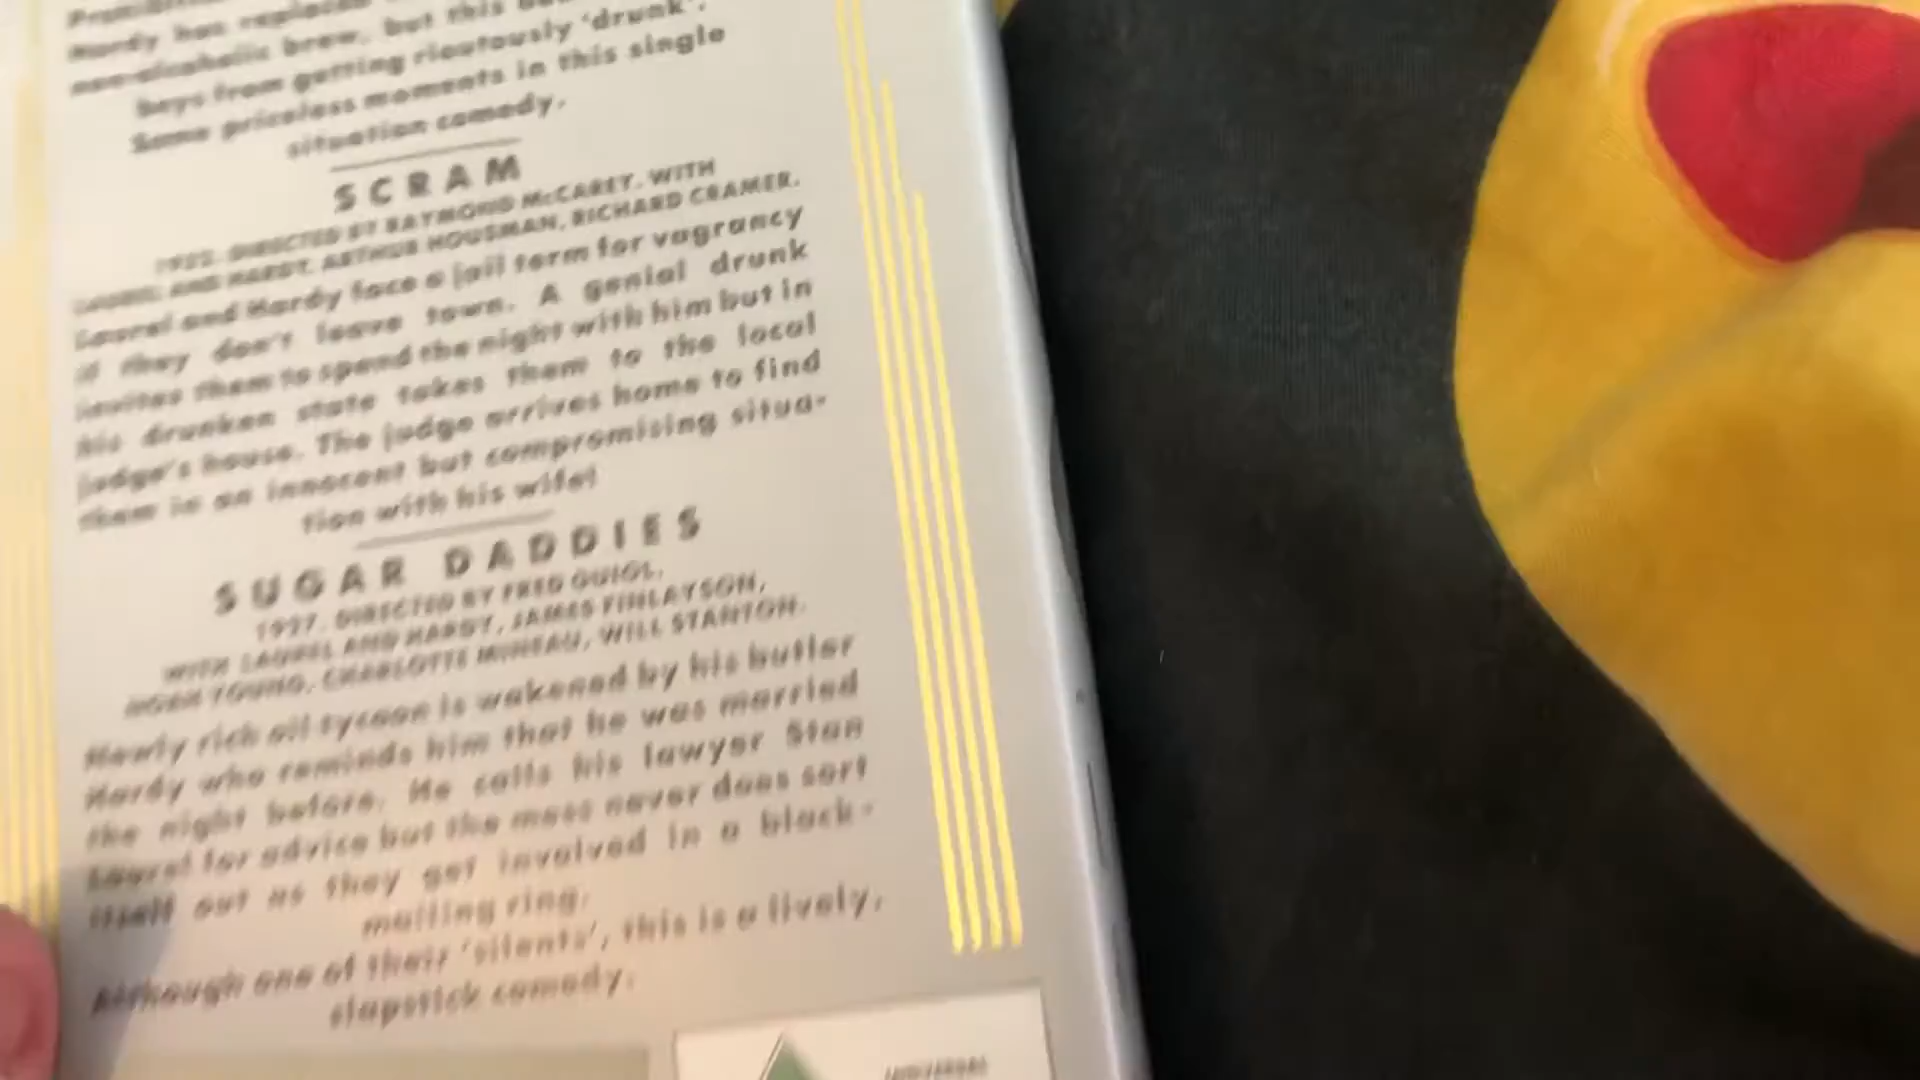 Hardy has replaced
non-alcoholic brew, but this
boys from getting rioutously 'drunk'.
Some priceless moments in this single
situation comedy.
SCRAM
1932. DIRECTED BY RAYMOND McCAREY. WITH
LAUREL AND HARDY, ARTHUR HOUSMAN, RICHARD CRAMER.
Laurel and Hardy face a jail term for vagrancy
if they don't leave town. A genial drunk
invites them to spend the night with him but in
his drunken state takes them to the local
judge's house. The judge arrives home to find
them in an innocent but compromising situa-
tion with his wife!
SUGAR DADDIES
1927. DIRECTED BY FRED GUIOL.
WITH LAUREL AND HARDY, JAMES FINLAYSON,
NOAH YOUNG, CHARLOTTE MINEAU, WILL STANTON.
Newly rich oil tycoon is wakened by his butler
Hardy who reminds him that he was married
the night before. He calls his lawyer Stan
Laurel for advice but the mess never does sort
itself out as they get involved in a black-
mailing ring.
Although one of their 'silents', this is a lively,
slapstick comedy.
UNIVERSAL